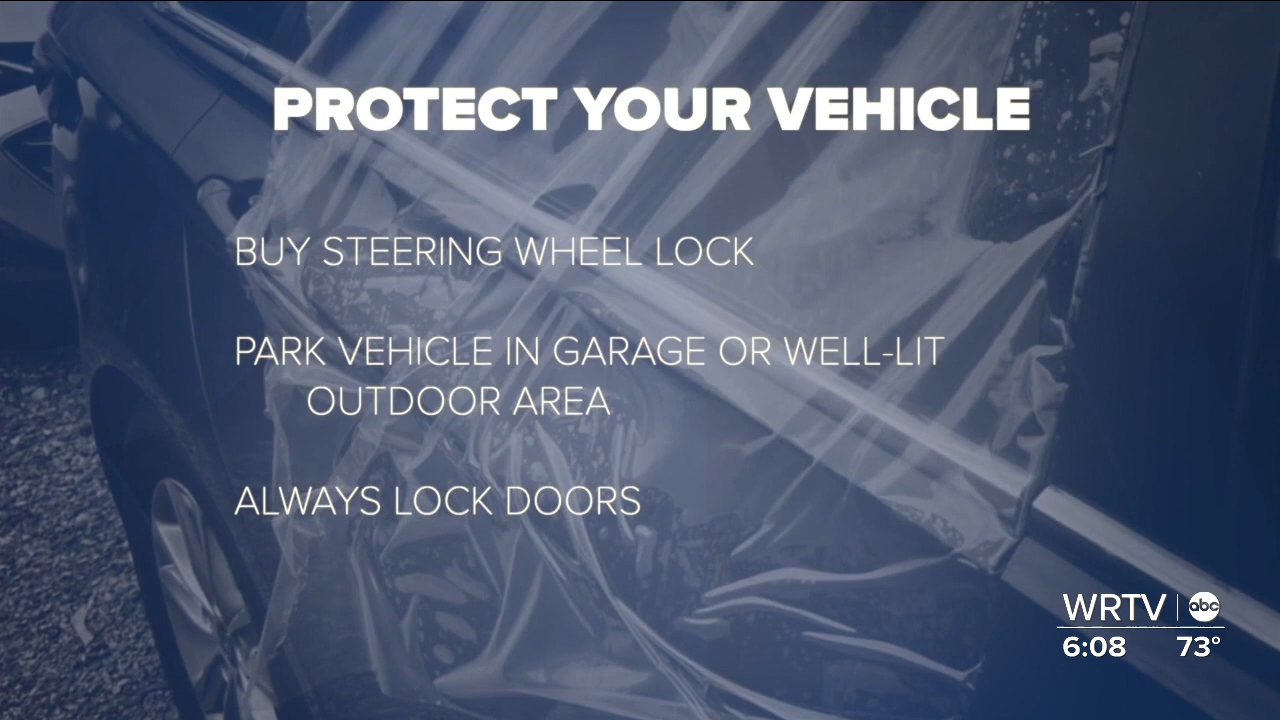 PROTECT YOUR VEHICLE
BUY STEERING WHEEL LOCK
PARK VEHICLE IN GARAGE OR WELL-LIT
OUTDOOR AREA
ALWAYS LOCK DOORS
WRTV abc
6:08 73°